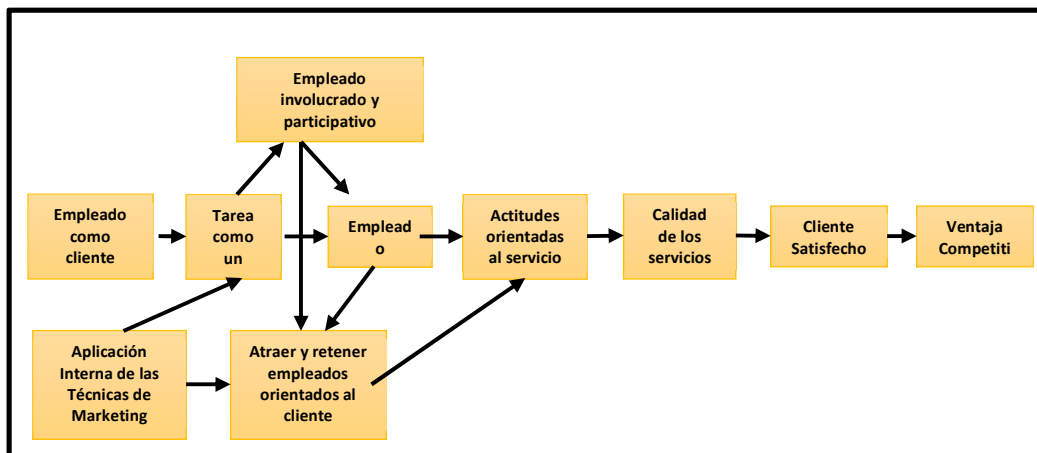 Empleado
involucrado y
participativo
Empleado
como
cliente
Tarea
como
un
Emplead
o
Actitudes
orientadas
al servicio
Calidad
de los
servicios
Cliente
Satisfecho
Ventaja
Competiti
Aplicación
Interna de las
Técnicas de
Marketing
Atraer y retener
empleados
orientados al
cliente